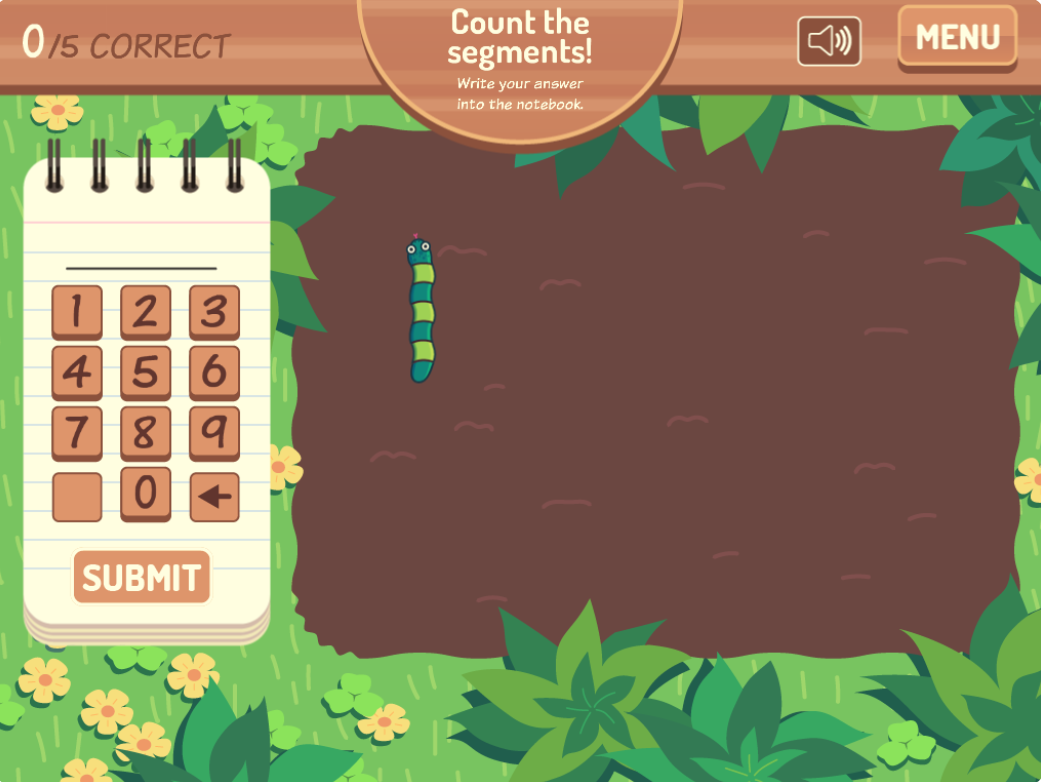 0/5 CORRECT
Count the
segments!
Write your answer
into the notebook.
MENU
1 2 3
4 5 6
7 8 9
0
SUBMIT